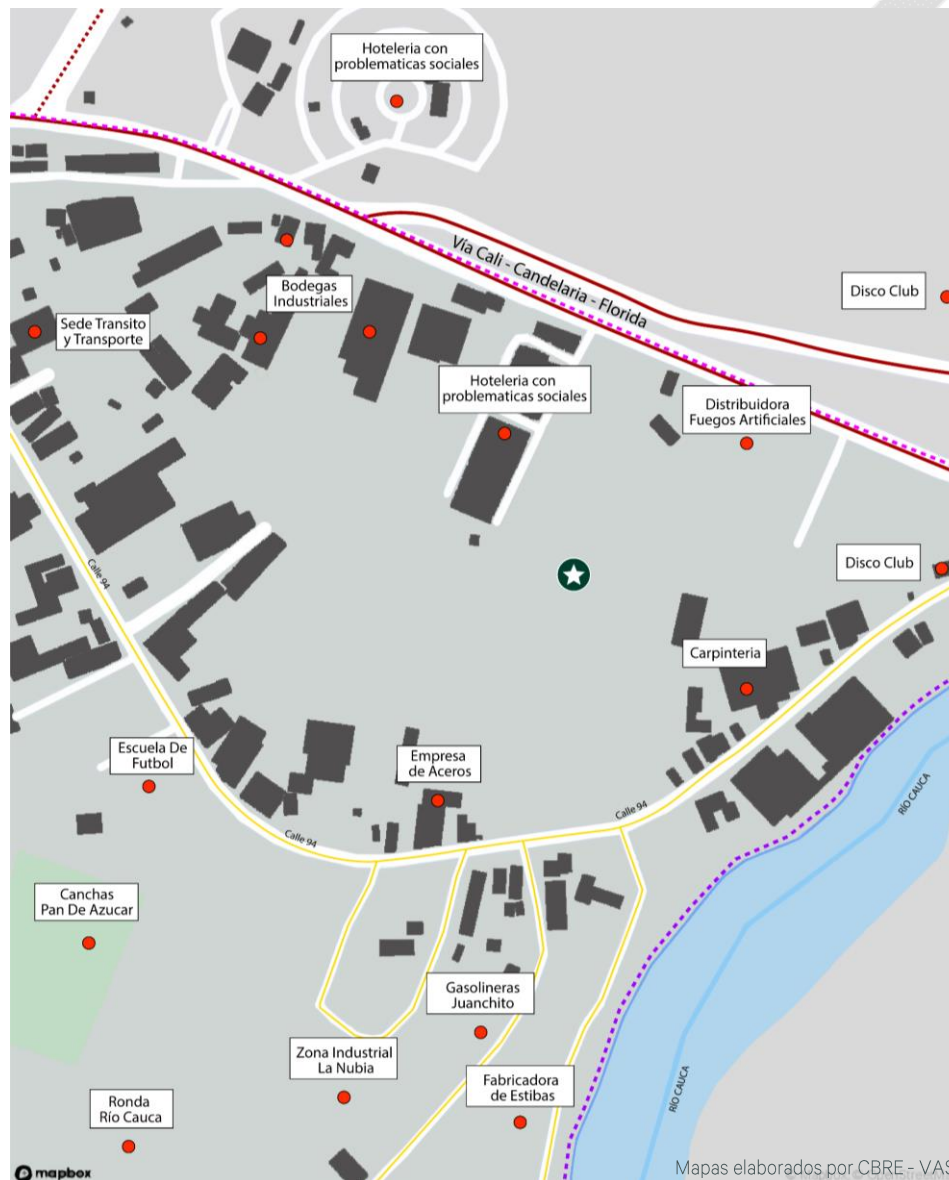 Hoteleria con
problematicas sociales
Vía Cali - Candelaria - Florida
Disco Club
Bodegas
Industriales
Sede Transito
y Transporte
Hoteleria con
problematicas sociales
Distribuidora
Fuegos Artificiales
Calle 94
Disco Club
Carpinteria
Escuela De
Futbol
Empresa
de Aceros
RÍO CAUCA
Calle 94
Calle 94
Canchas
Pan De Azucar
Gasolineras
Juanchito
Zona Industrial
La Nubia
Fabricadora
de Estibas
RÍO CAUCA
Ronda
Río Cauca
mapbox
Mapas elaborados por CBRE - VAS